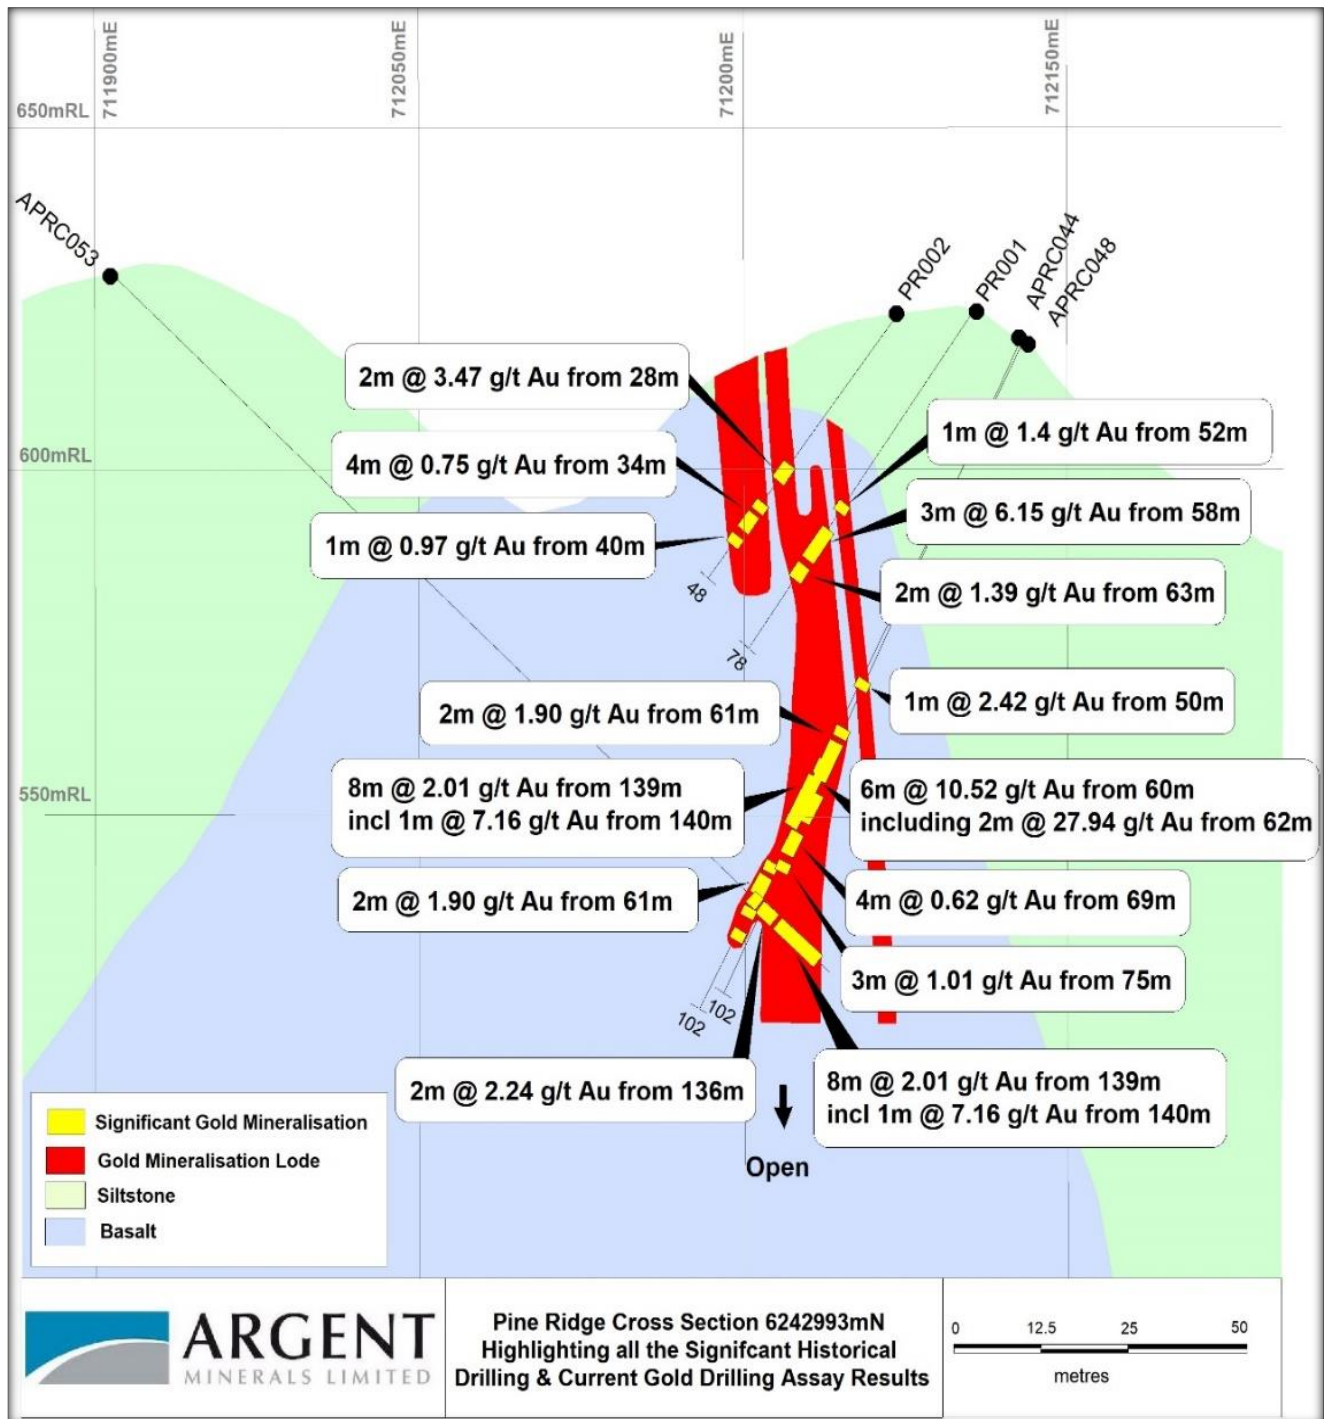 711900mE
712050mE
712100mE
712150mE
650mRL
APRC053
PR002
PR001
APRC044
APRC048
2m @ 3.47 g/t Au from 28m
1m @ 1.4 g/t Au from 52m
4m @ 0.75 g/t Au from 34m
600mRL
3m @ 6.15 g/t Au from 58m
1m @ 0.97 g/t Au from 40m
48
2m @ 1.39 g/t Au from 63m
78
2m @ 1.90 g/t Au from 61m
1m @ 2.42 g/t Au from 50m
550mRL
8m @ 2.01 g/t Au from 139m
incl 1m @ 7.16 g/t Au from 140m
6m @ 10.52 g/t Au from 60m
including 2m @ 27.94 g/t Au from 62m
2m @ 1.90 g/t Au from 61m
4m @ 0.62 g/t Au from 69m
3m @ 1.01 g/t Au from 75m
102
102
2m @ 2.24 g/t Au from 136m
8m @ 2.01 g/t Au from 139m
incl 1m @ 7.16 g/t Au from 140m
Open
Significant Gold Mineralisation
Gold Mineralisation Lode
Siltstone
Basalt
ARGENT
MINERALS LIMITED
Pine Ridge Cross Section 6242993mN
Highlighting all the Signifcant Historical
Drilling & Current Gold Drilling Assay Results
0 12.5 25 50
metres